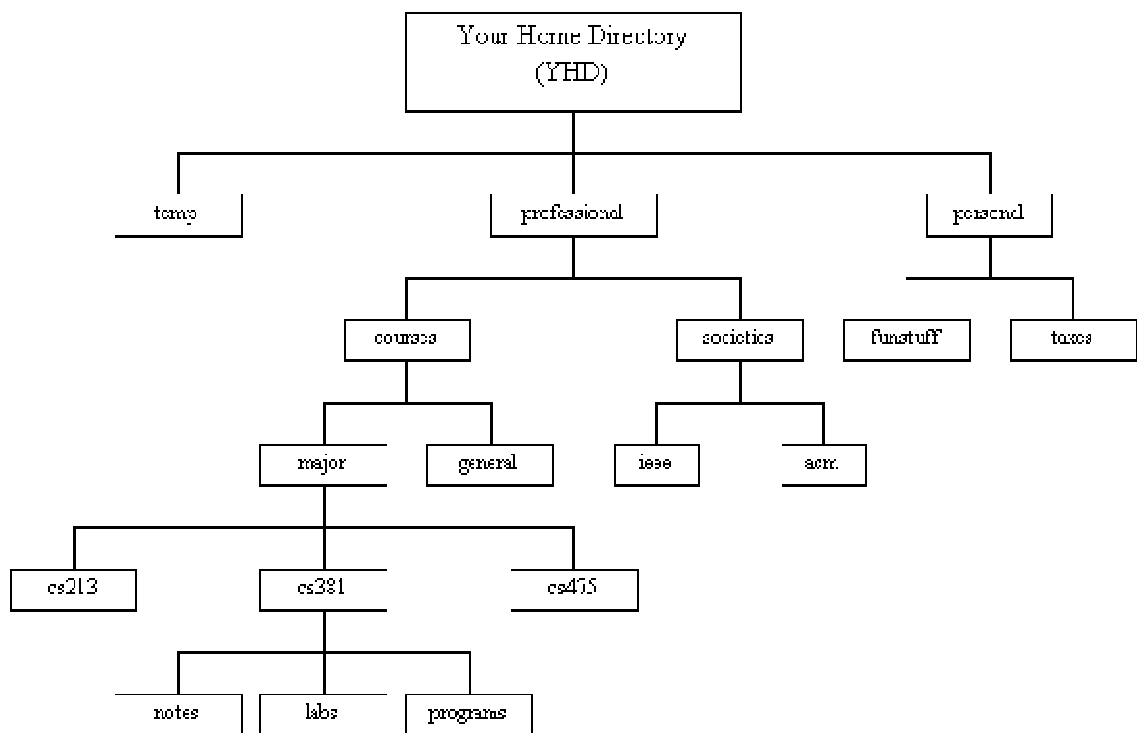 Your Home Directory
(YHD)
temp
professional
personal
courses
societies
funstuff
taxes
major
general
ieee
acm
cs213
cs381
cs475
notes
labs
programs